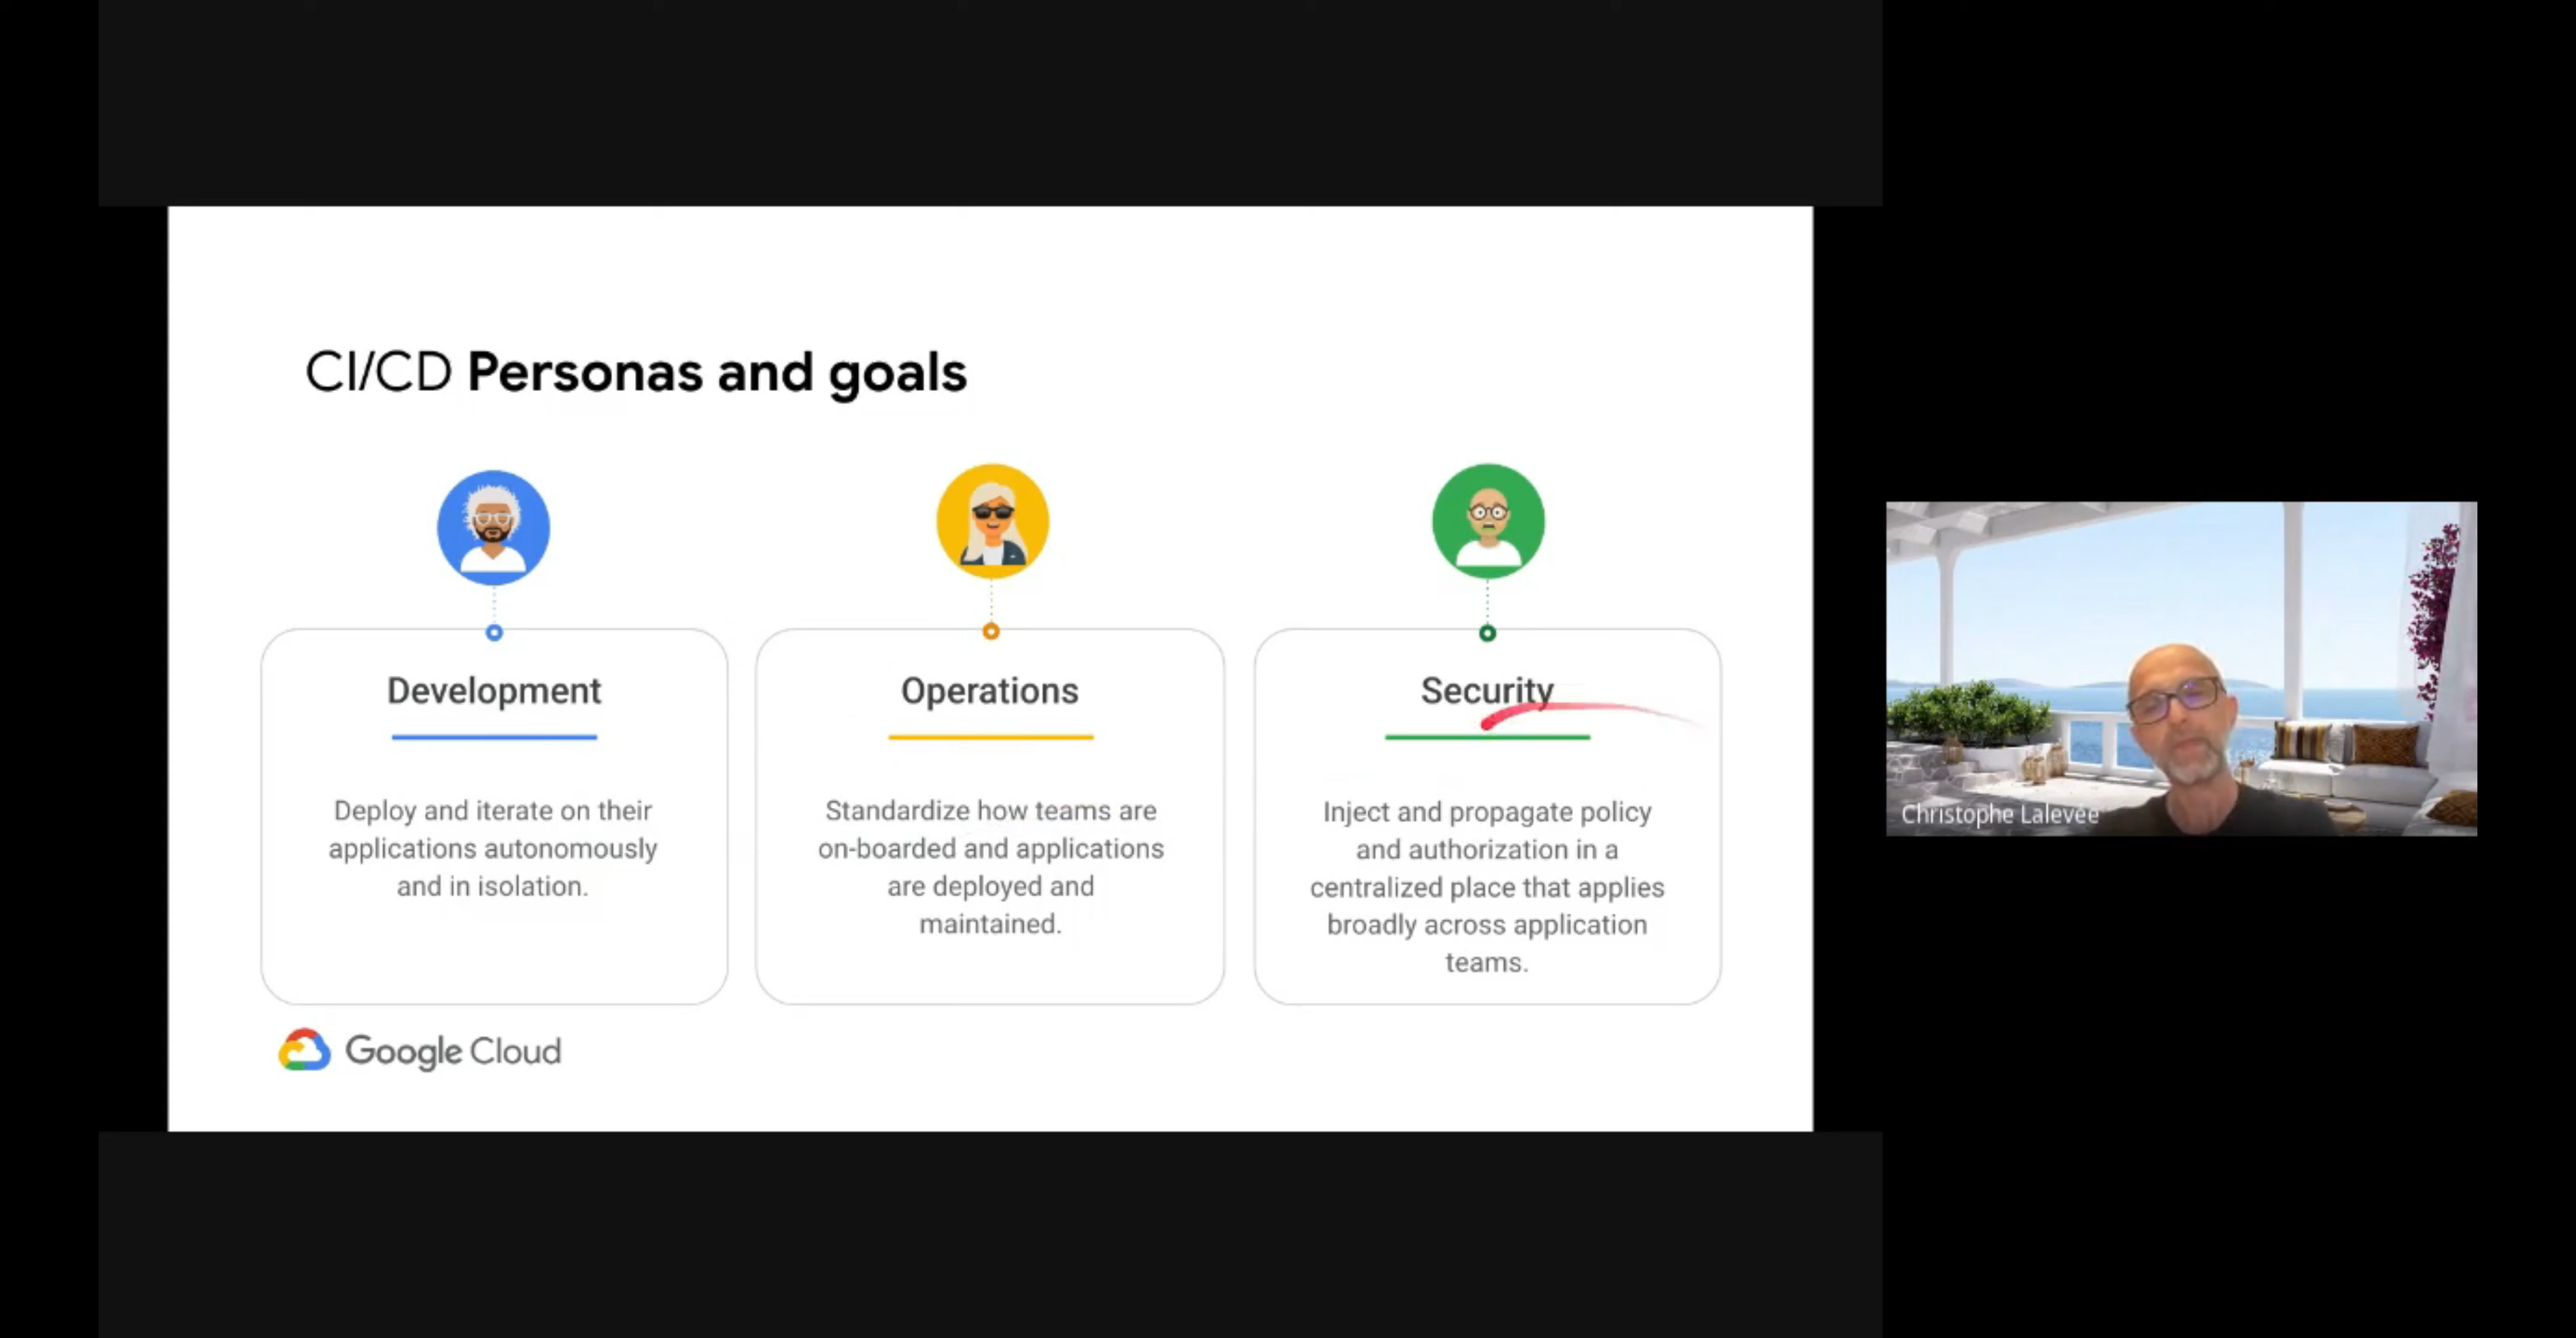 CI/CD Personas and goals
Development
Deploy and iterate on their
applications autonomously
and in isolation.
Operations
Standardize how teams are
on-boarded and applications
are deployed and
maintained.
Security
Inject and propagate policy
and authorization in a
centralized place that applies
broadly across application
teams.
Google Cloud
Christophe Lalevée